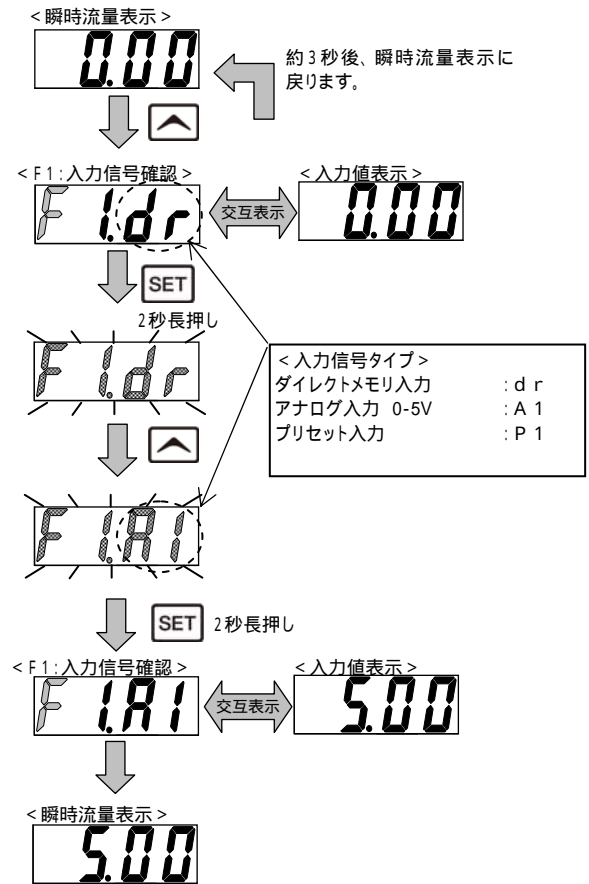 <瞬時流量表示>
0.00
約3秒後、瞬時流量表示に
戻ります。
<F1:入力信号確認>
F 1.dr
交互表示
<入力値表示>
0.00
SET
2秒長押し
F 1.dr
<入力信号タイプ>
ダイレクトメモリ入力 :dr
アナログ入力 0-5V :A1
プリセット入力 :P1
F 1.A1
SET 2秒長押し
<F1:入力信号確認>
F 1.A1
交互表示
<入力値表示>
5.00
<瞬時流量表示>
5.00